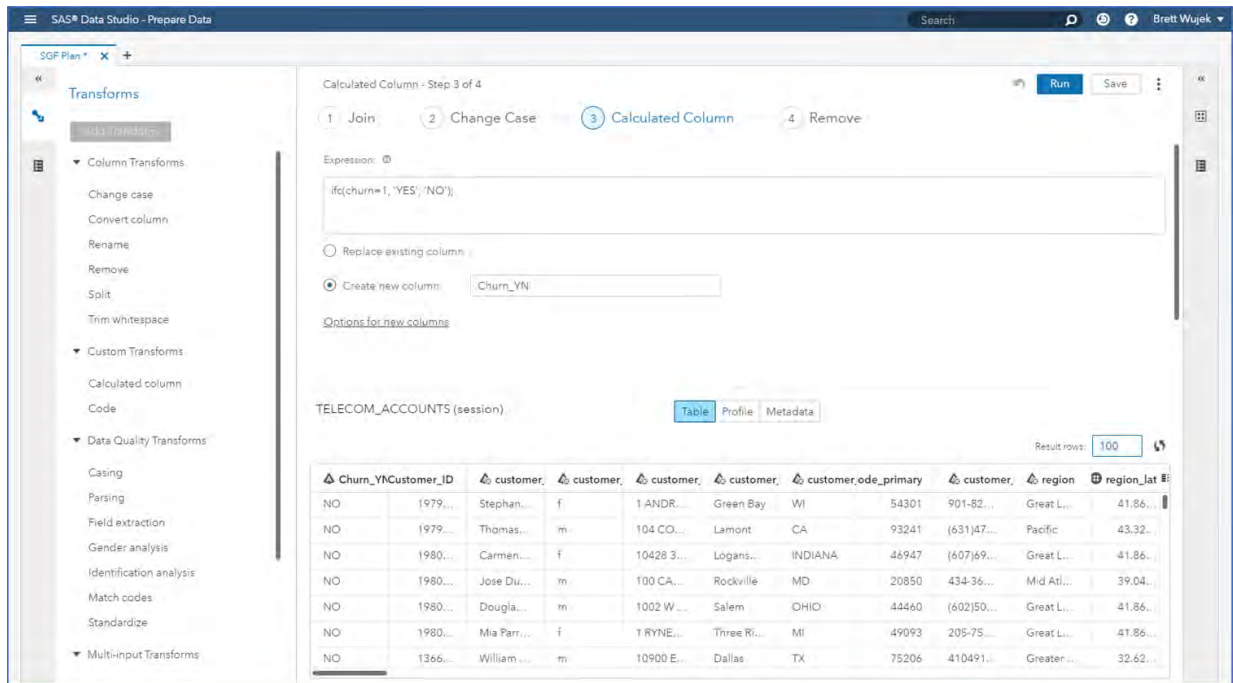 SAS® Data Studio - Prepare Data Search Brett Wujek
SGF Plan* X +
Transforms
Add Transform
Column Transforms
Change case
Convert column
Rename
Remove
Split
Trim whitespace
Custom Transforms
Calculated column
Code
Data Quality Transforms
Casing
Parsing
Field extraction
Gender analysis
Identification analysis
Match codes
Standardize
Multi-input Transforms
Calculated Column - Step 3 of 4 Run Save
1 Join 2 Change Case 3 Calculated Column 4 Remove
Expression:
ifc(churn=1, 'YES', 'NO');
Replace existing column
Create new column: Churn_YN
Options for new columns
TELECOM_ACCOUNTS (session) Table Profile Metadata
Result rows: 100
Churn_YN Customer_ID customer_ customer_ customer_ customer_ customer_ ode_primary customer_ region region_lat
NO 1979... Stephan... f 1 ANDR... Green Bay WI 54301 901-82... Great L... 41.86...
NO 1979... Thomas... m 104 CO... Lamont CA 93241 (631)47... Pacific 43.32...
NO 1980... Carmen... f 10428 3... Logans... INDIANA 46947 (607)69... Great L... 41.86...
NO 1980... Jose Du... m 100 CA... Rockville MD 20850 434-36... Mid Atl... 39.04...
NO 1980... Dougla... m 1002 W ... Salem OHIO 44460 (602)50... Great L... 41.86...
NO 1980... Mia Parr... f 1 RYNE... Three Ri... MI 49093 205-75... Great L... 41.86...
NO 1366... William ... m 10900 E... Dallas TX 75206 410491... Greater ... 32.62...